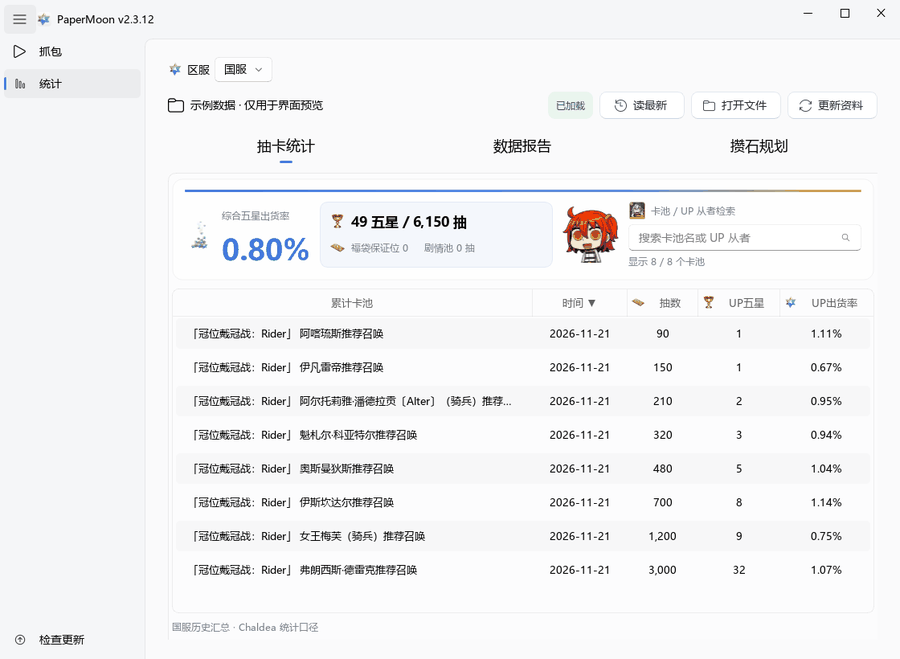 PaperMoon v2.3.12
抓包
统计
区服 国服
示例数据 · 仅用于界面预览
已加载 读最新 打开文件 更新资料
抽卡统计 数据报告 攒石规划
综合五星出货率
0.80%
49 五星 / 6,150 抽
福袋保证位 0 剧情池 0 抽
卡池 / UP 从者检索
搜索卡池名或 UP 从者
显示 8 / 8 个卡池
累计卡池 时间 ▼ 抽数 UP五星 UP出货率
「冠位戴冠战：Rider」 阿喀琉斯推荐召唤 2026-11-21 90 1 1.11%
「冠位戴冠战：Rider」 伊凡雷帝推荐召唤 2026-11-21 150 1 0.67%
「冠位戴冠战：Rider」 阿尔托莉雅·潘德拉贡〔Alter〕（骑兵）推荐... 2026-11-21 210 2 0.95%
「冠位戴冠战：Rider」 魁札尔·科亚特尔推荐召唤 2026-11-21 320 3 0.94%
「冠位戴冠战：Rider」 奥斯曼狄斯推荐召唤 2026-11-21 480 5 1.04%
「冠位戴冠战：Rider」 伊斯坎达尔推荐召唤 2026-11-21 700 8 1.14%
「冠位戴冠战：Rider」 女王梅芙（骑兵）推荐召唤 2026-11-21 1,200 9 0.75%
「冠位戴冠战：Rider」 弗朗西斯·德雷克推荐召唤 2026-11-21 3,000 32 1.07%
国服历史汇总 · Chaldea 统计口径
检查更新